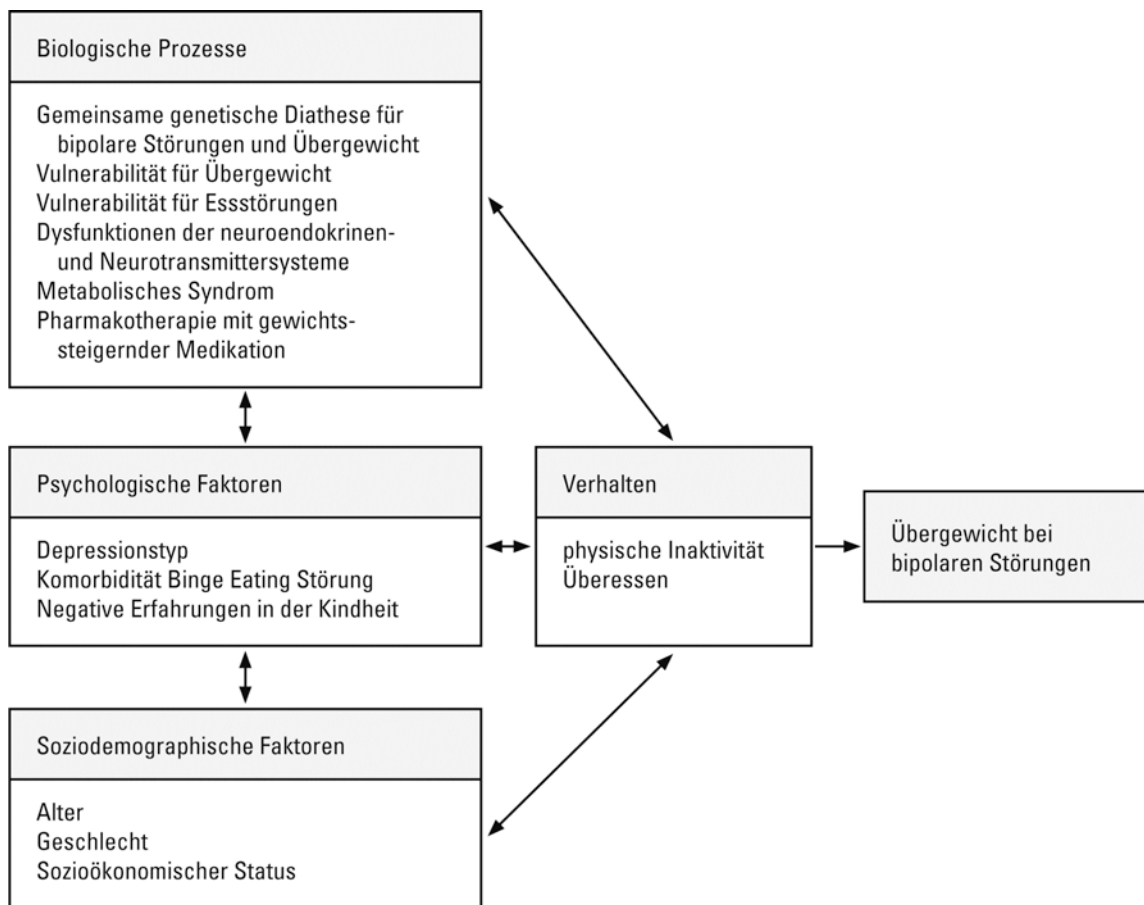 Biologische Prozesse
Gemeinsame genetische Diathese für
bipolare Störungen und Übergewicht
Vulnerabilität für Übergewicht
Vulnerabilität für Essstörungen
Dysfunktionen der neuroendokrinen-
und Neurotransmittersysteme
Metabolisches Syndrom
Pharmakotherapie mit gewichts-
steigernder Medikation
Psychologische Faktoren
Depressionstyp
Komorbidität Binge Eating Störung
Negative Erfahrungen in der Kindheit
Soziodemographische Faktoren
Alter
Geschlecht
Sozioökonomischer Status
Verhalten
physische Inaktivität
Überessen
Übergewicht bei
bipolaren Störungen